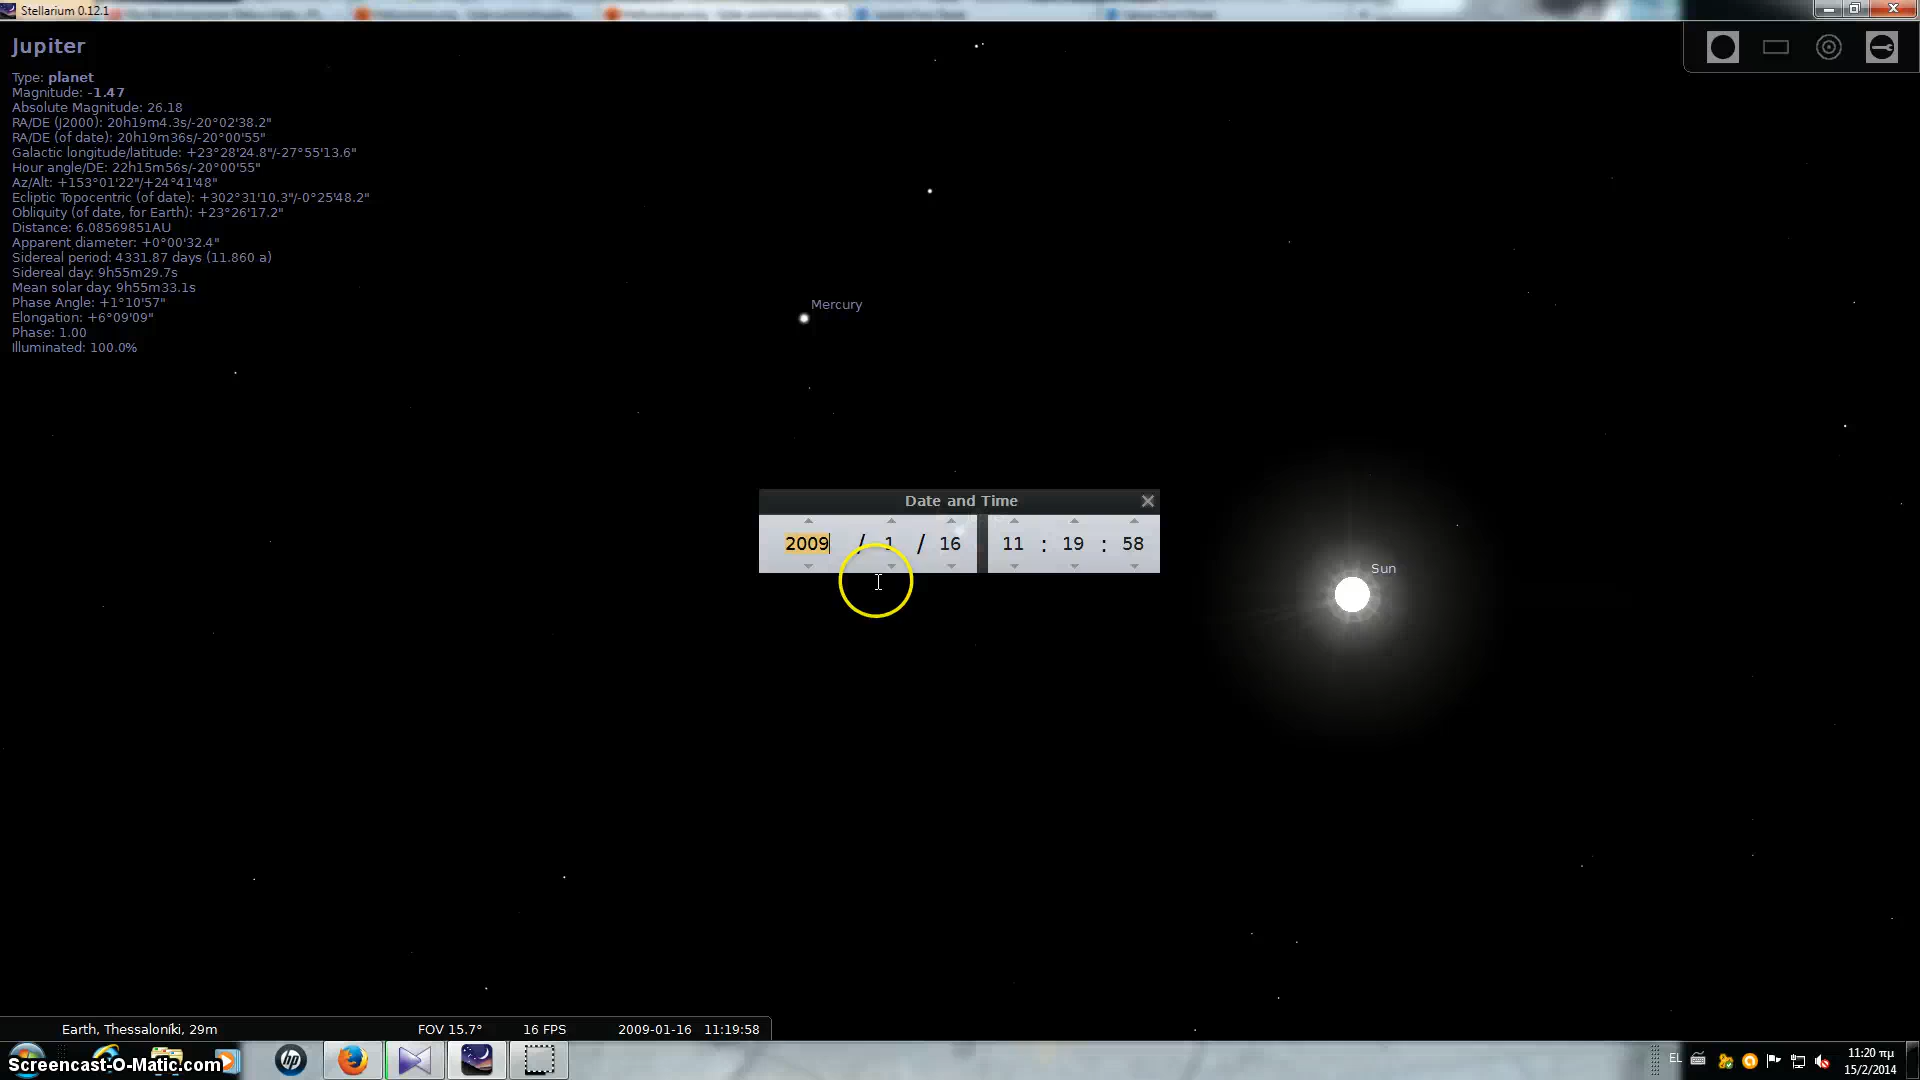 Stellarium 0.12.1
Jupiter
Type: planet
Magnitude: -1.47
Absolute Magnitude: 26.18
RA/DE (J2000): 20h19m4.3s/-20°02'38.2"
RA/DE (of date): 20h19m36s/-20°00'55"
Galactic longitude/latitude: +23°28'24.8"/-27°55'13.6"
Hour angle/DE: 22h15m56s/-20°00'55"
Az/Alt: +153°01'22"/+24°41'48"
Ecliptic Topocentric (of date): +302°31'10.3"/-0°25'48.2"
Obliquity (of date, for Earth): +23°26'17.2"
Distance: 6.08569851AU
Apparent diameter: +0°00'32.4"
Sidereal period: 4331.87 days (11.860 a)
Sidereal day: 9h55m29.7s
Mean solar day: 9h55m33.1s
Phase Angle: +1°10'57"
Elongation: +6°09'09"
Phase: 1.00
Illuminated: 100.0%
Mercury
Date and Time
2009 / 1 / 16 11 : 19 : 58
Sun
Earth, Thessaloníki, 29m FOV 15.7° 16 FPS 2009-01-16 11:19:58
Screencast-O-Matic.com
hp
EL
11:20 πμ
15/2/2014